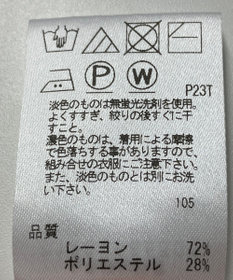 P W P23T
淡色のものは無蛍光洗剤を使用。
よくすすぎ、絞りの後すぐに干
すこと。
濃色のものは、着用による摩擦
で色落ちする事がありますので、
組み合せの衣服にご注意下さい。
また、淡色のものとは別にお洗
い下さい。
105
品質
レーヨン 72%
ポリエステル 28%